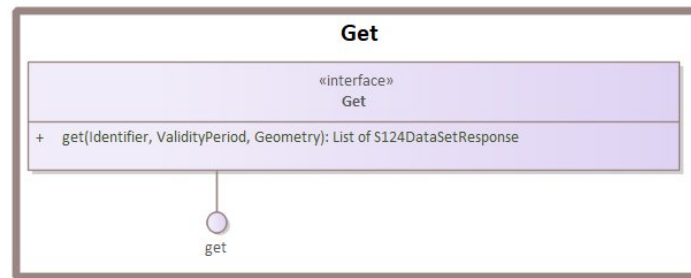 Get
«interface»
Get
+ get(Identifier, ValidityPeriod, Geometry): List of S124DataSetResponse
get